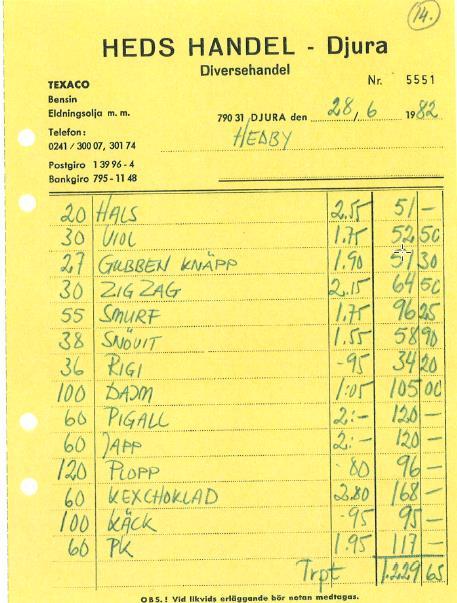 14.
HEDS HANDEL - Djura
Diversehandel
Nr. 5551
TEXACO
Bensin
Eldningsolja m. m.
790 31 DJURA den 28/6 1982
Telefon:
HEDBY
0241/300 07, 301 74
Postgiro 1 39 96 - 4
Bankgiro 795 - 11 48
20 HALS 2.55 51 -
30 VIOL 1.75 52 50
27 GUBBEN KNÄPP 1.90 51 30
30 ZIGZAG 2.15 64 50
55 SMURF 1.75 96 25
38 SNÖVIT 1.55 58 90
36 RIGI -95 34 20
100 DAJM 1:05 105 00
60 PIGALL 2:- 120 -
60 JAPP 2:- 120 -
120 PLOPP -80 96 -
60 KEXCHOKLAD 2.80 168 -
100 KÄCK -95 95 -
60 PK 1.95 117 -
Trpt 1.229 65
OBS.! Vid likvids erläggande bör notan medtagas.